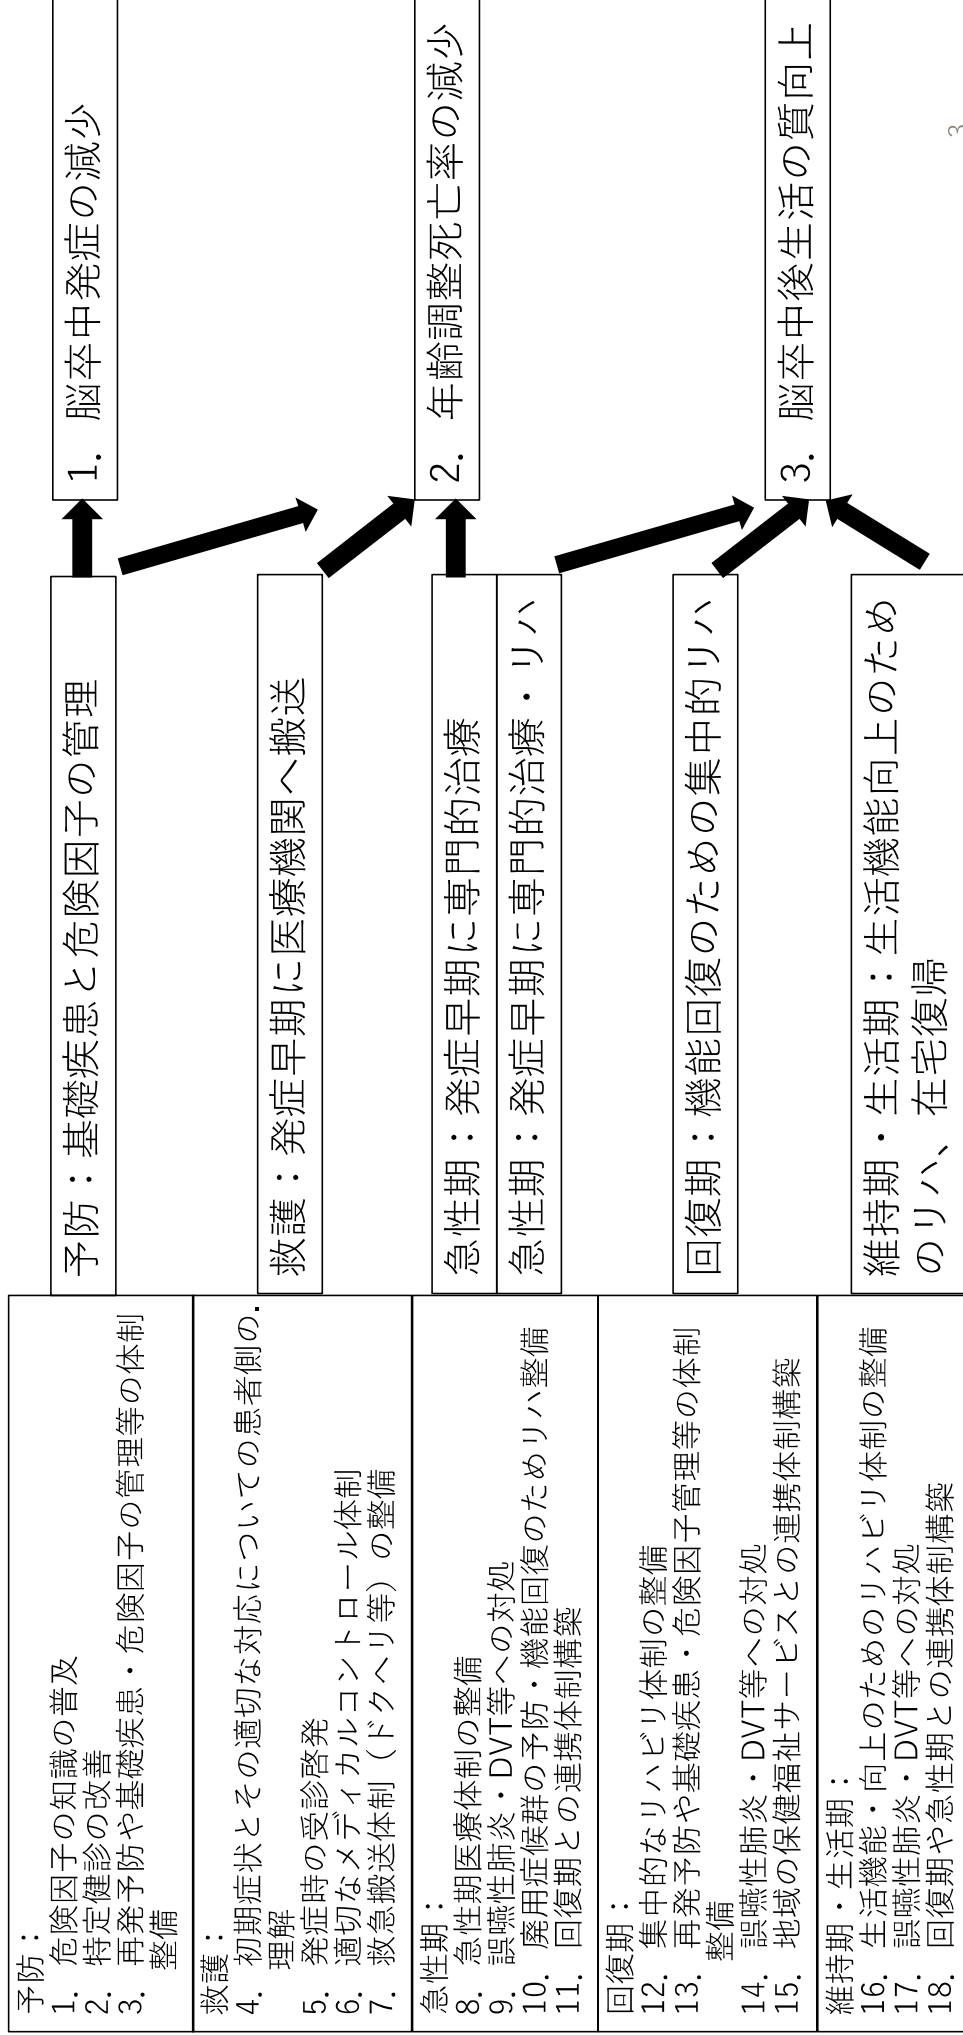 予防：
1. 危険因子の知識の普及
2. 特定健診の改善
3. 再発予防や基礎疾患・危険因子の管理等の体制
整備
救護：
4. 初期症状とその適切な対応についての患者側の.
理解
5. 発症時の受診啓発
6. 適切なメディカルコントロール体制
7. 救急搬送体制（ドクヘリ等）の整備
急性期：
8. 急性期医療体制の整備
9. 誤嚥性肺炎・DVT等への対処
10. 廃用症候群の予防・機能回復のためリハ整備
11. 回復期との連携体制構築
回復期：
12. 集中的なリハビリ体制の整備
13. 再発予防や基礎疾患・危険因子管理等の体制
整備
14. 誤嚥性肺炎・DVT等への対処
15. 地域の保健福祉サービスとの連携体制構築
維持期・生活期：
16. 生活機能・向上のためのリハビリ体制の整備
17. 誤嚥性肺炎・DVT等への対処
18. 回復期や急性期との連携体制構築
予防：基礎疾患と危険因子の管理
救護：発症早期に医療機関へ搬送
急性期：発症早期に専門的治療
急性期：発症早期に専門的治療・リハ
回復期：機能回復のための集中的リハ
維持期・生活期：生活機能向上のため
のリハ、在宅復帰
1. 脳卒中発症の減少
2. 年齢調整死亡率の減少
3. 脳卒中後生活の質向上
3